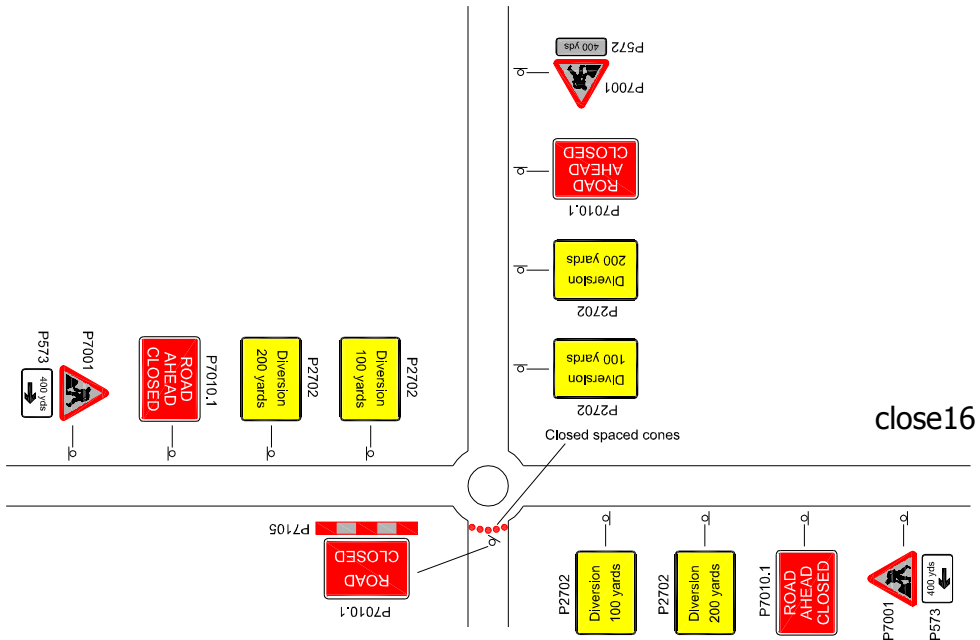 P572
400 yds
P7001
ROAD
AHEAD
CLOSED
P7010.1
Diversion
200 yards
P2702
Diversion
100 yards
P2702
Closed spaced cones
close16
P573
400 yds
P7001
ROAD
AHEAD
CLOSED
P7010.1
Diversion
200 yards
P2702
Diversion
100 yards
P2702
P7105
ROAD
CLOSED
P7010.1
P2702
Diversion
100 yards
P2702
Diversion
200 yards
P7010.1
ROAD
AHEAD
CLOSED
P7001
400 yds
P573